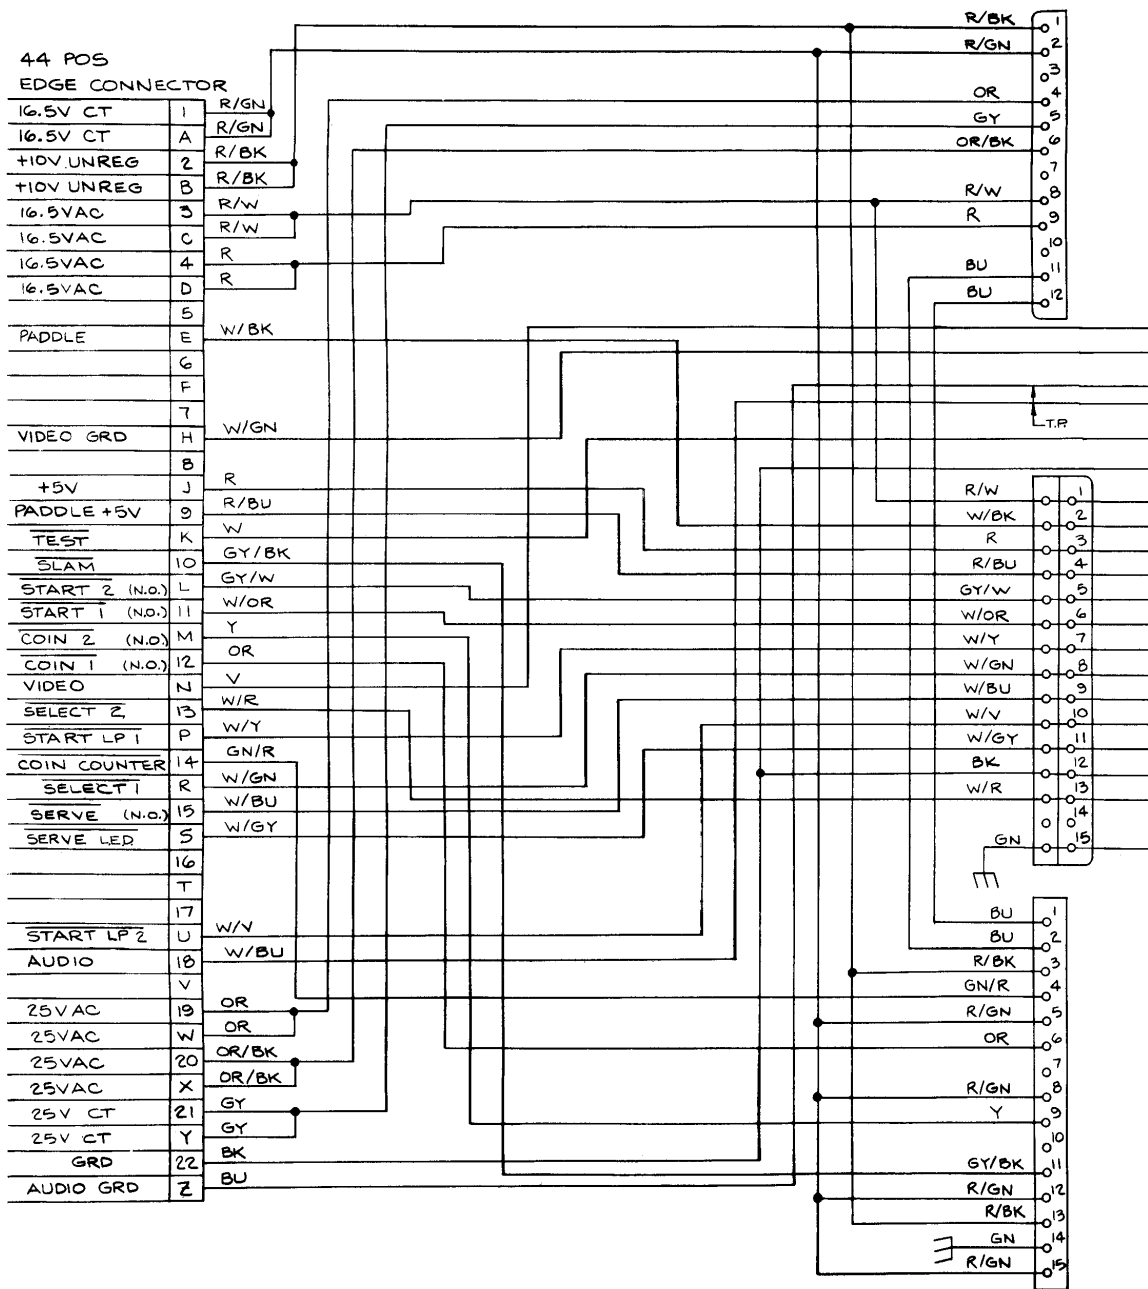 44 POS
EDGE CONNECTOR
16.5V CT 1 R/GN
16.5V CT A R/GN
+10V UNREG 2 R/BK
+10V UNREG B R/BK
16.5VAC 3 R/W
16.5VAC C R/W
16.5VAC 4 R
16.5VAC D R
5
PADDLE E W/BK
6
F
7
VIDEO GRD H W/GN
8
+5V J R
PADDLE +5V 9 R/BU
TEST K W
SLAM 10 GY/BK
START 2 (N.O.) L GY/W
START 1 (N.O.) 11 W/OR
COIN 2 (N.O.) M Y
COIN 1 (N.O.) 12 OR
VIDEO N V
SELECT 2 13 W/R
START LP 1 P W/Y
COIN COUNTER 14 GN/R
SELECT 1 R W/GN
SERVE (N.O.) 15 W/BU
SERVE LED S W/GY
16
T
17
START LP 2 U W/V
AUDIO 18 W/BU
V
25VAC 19 OR
25VAC W OR
25VAC 20 OR/BK
25VAC X OR/BK
25V CT 21 GY
25V CT Y GY
GRD 22 BK
AUDIO GRD Z BU
R/BK 1
R/GN 2
3
OR 4
GY 5
OR/BK 6
7
R/W 8
R 9
10
BU 11
BU 12
T.P.
R/W 1
W/BK 2
R 3
R/BU 4
GY/W 5
W/OR 6
W/Y 7
W/GN 8
W/BU 9
W/V 10
W/GY 11
BK 12
W/R 13
14
GN 15
BU 1
BU 2
R/BK 3
GN/R 4
R/GN 5
OR 6
7
R/GN 8
Y 9
10
GY/BK 11
R/GN 12
R/BK 13
GN 14
R/GN 15